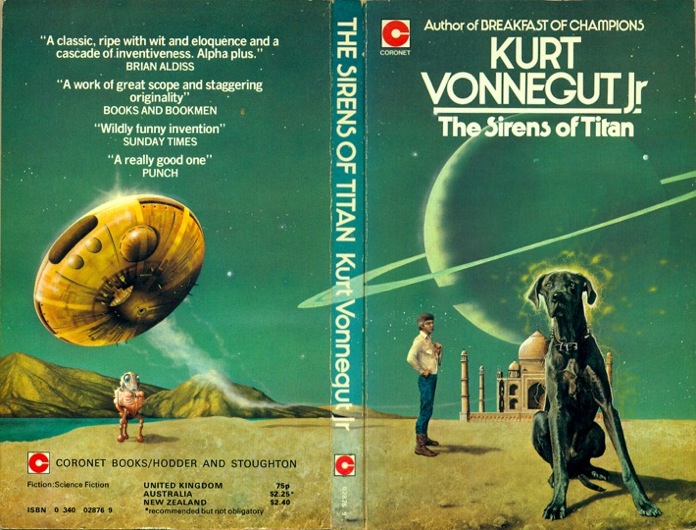 "A classic, ripe with wit and eloquence and a
cascade of inventiveness. Alpha plus."
BRIAN ALDISS
"A work of great scope and staggering
originality"
BOOKS AND BOOKMEN
"Wildly funny invention"
SUNDAY TIMES
"A really good one"
PUNCH
CORONET BOOKS/HODDER AND STOUGHTON
Fiction:Science Fiction
UNITED KINGDOM 75p
AUSTRALIA $2.25*
NEW ZEALAND $2.40
ISBN 0 340 02876 9
*recommended but not obligatory
THE SIRENS OF TITAN Kurt Vonnegut Jr
CORONET
Author of BREAKFAST OF CHAMPIONS
KURT
VONNEGUT Jr
The Sirens of Titan